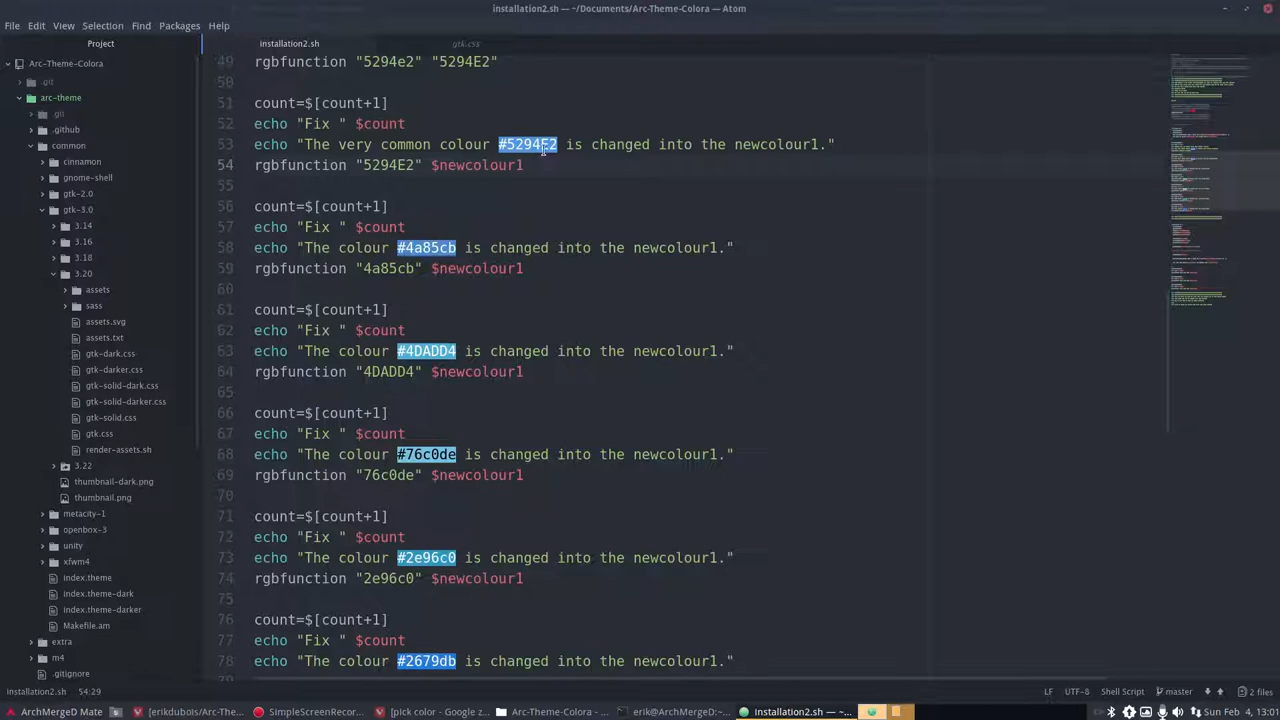 installation2.sh — ~/Documents/Arc-Theme-Colora — Atom
File Edit View Selection Find Packages Help
Project
Arc-Theme-Colora
.git
arc-theme
.git
.github
common
cinnamon
gnome-shell
gtk-2.0
gtk-3.0
3.14
3.16
3.18
3.20
assets
sass
assets.svg
assets.txt
gtk-dark.css
gtk-darker.css
gtk-solid-dark.css
gtk-solid-darker.css
gtk-solid.css
gtk.css
render-assets.sh
3.22
thumbnail-dark.png
thumbnail.png
metacity-1
openbox-3
unity
xfwm4
index.theme
index.theme-dark
index.theme-darker
Makefile.am
extra
m4
.gitignore
installation2.sh gtk.css
49 rgbfunction "5294e2" "5294E2"
50
51 count=$[count+1]
52 echo "Fix " $count
53 echo "The very common colour #5294E2 is changed into the newcolour1."
54 rgbfunction "5294E2" $newcolour1
55
56 count=$[count+1]
57 echo "Fix " $count
58 echo "The colour #4a85cb is changed into the newcolour1."
59 rgbfunction "4a85cb" $newcolour1
60
61 count=$[count+1]
62 echo "Fix " $count
63 echo "The colour #4DADD4 is changed into the newcolour1."
64 rgbfunction "4DADD4" $newcolour1
65
66 count=$[count+1]
67 echo "Fix " $count
68 echo "The colour #76c0de is changed into the newcolour1."
69 rgbfunction "76c0de" $newcolour1
70
71 count=$[count+1]
72 echo "Fix " $count
73 echo "The colour #2e96c0 is changed into the newcolour1."
74 rgbfunction "2e96c0" $newcolour1
75
76 count=$[count+1]
77 echo "Fix " $count
78 echo "The colour #2679db is changed into the newcolour1."
installation2.sh 54:29 LF UTF-8 Shell Script master 2 files
ArchMergeD Mate [erikdubois/Arc-The... SimpleScreenRecor... [pick color - Google z... Arc-Theme-Colora - ... erik@ArchMergeD:~... installation2.sh — ~... Sun Feb 4, 13:01